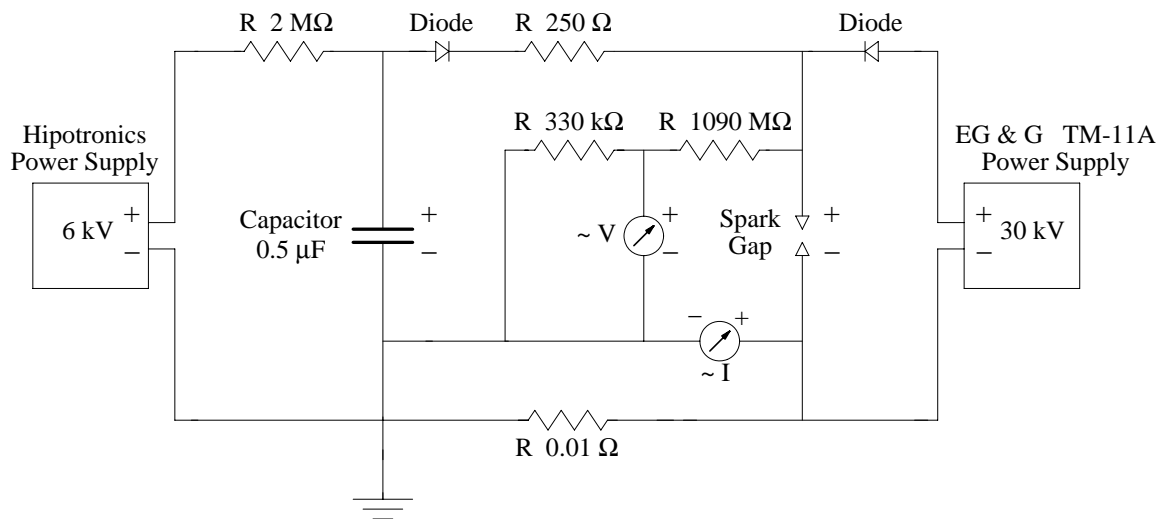 R 2 MΩ
Diode
R 250 Ω
Diode
R 330 kΩ
R 1090 MΩ
Hipotronics
Power Supply
EG & G TM-11A
Power Supply
6 kV
+
−
Capacitor
0.5 μF
+
−
~ V
+
−
Spark
Gap
+
−
+
−
30 kV
−
+
~ I
R 0.01 Ω